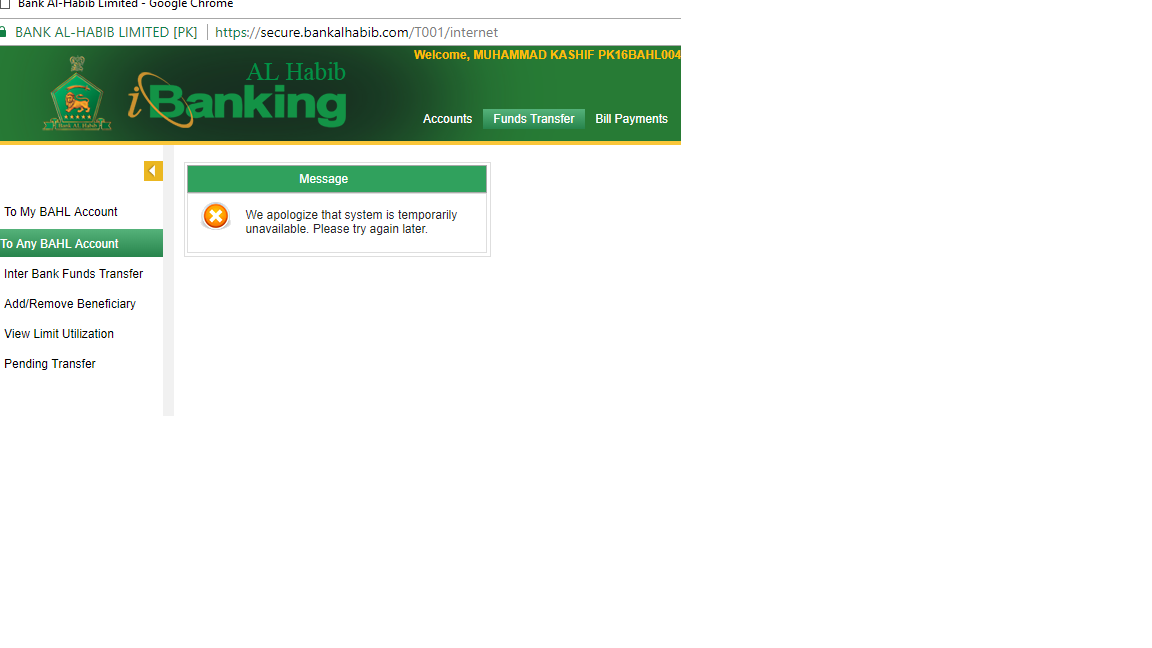 Bank Al-Habib Limited - Google Chrome
BANK AL-HABIB LIMITED [PK] https://secure.bankalhabib.com/T001/internet
Welcome, MUHAMMAD KASHIF PK16BAHL004
AL Habib
iBanking
Bank AL Habib
Accounts Funds Transfer Bill Payments
Message
We apologize that system is temporarily
unavailable. Please try again later.
To My BAHL Account
To Any BAHL Account
Inter Bank Funds Transfer
Add/Remove Beneficiary
View Limit Utilization
Pending Transfer